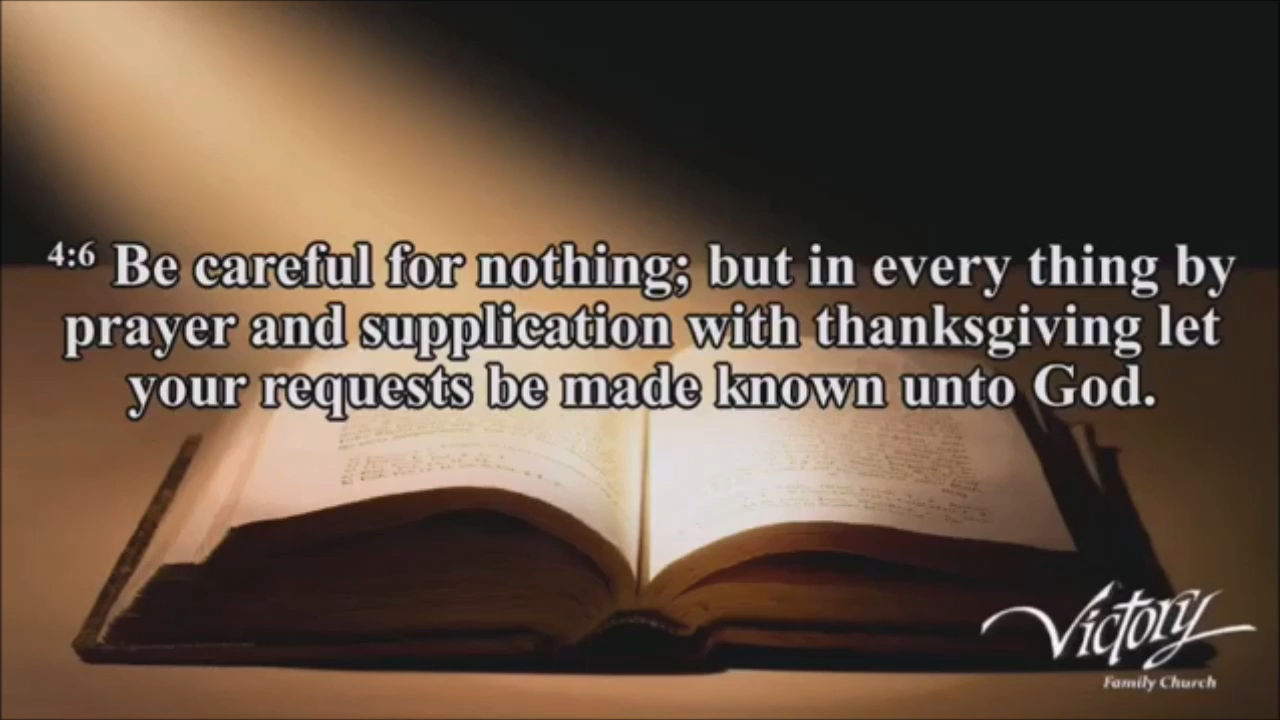 4:6 Be careful for nothing; but in every thing by
prayer and supplication with thanksgiving let
your requests be made known unto God.
Victory
Family Church